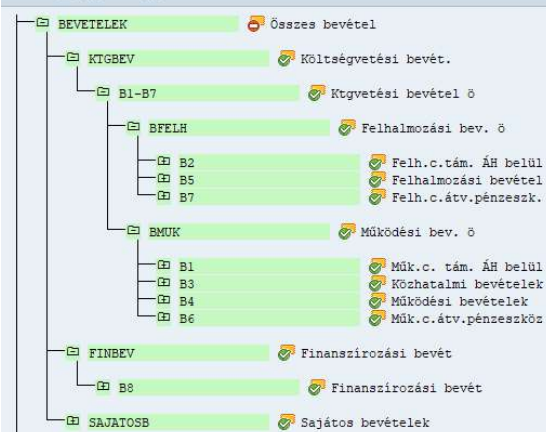 BEVETELEK Összes bevétel
KTGBEV Költségvetési bevét.
B1-B7 Ktgvetési bevétel ö
BFELH Felhalmozási bev. ö
B2 Felh.c.tám. ÁH belül
B5 Felhalmozási bevétel
B7 Felh.c.átv.pénzeszk.
BMUK Működési bev. ö
B1 Műk.c. tám. ÁH belül
B3 Közhatalmi bevételek
B4 Működési bevételek
B6 Műk.c.átv.pénzeszköz
FINBEV Finanszírozási bevét
B8 Finanszírozási bevét
SAJATOSB Sajátos bevételek